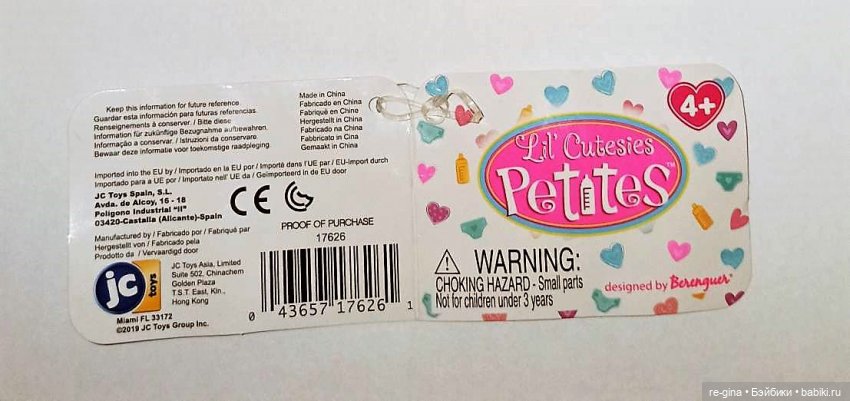 Keep this information for future reference.
Guardar esta información para futuras referencias.
Renseignements à conserver. / Bitte diese
Information für zukünftige Bezugnahme aufbewahren.
Informação a conservar. / Istruzioni da conservare
Bewaar deze informatie voor toekomstige raadpleging.
Made in China
Fabricado en China
Fabriqué en China
Hergestellt in China
Fabricado na China
Fabbricato in Cina
Gemaakt in China
Imported into the EU by / Importado en la EU por / Importé dans l'UE par / EU-Import durch
Importado para a UE por / Importato nell' UE da / Geïmporteerd in de EU door
JC Toys Spain, S.L.
Avda. de Alcoy, 16 - 18
Polígono Industrial "II"
03420-Castalla (Alicante)-Spain
CE
Manufactured by / Fabricado por / Fabriqué par
Hergestellt von / Fabricado pela
Prodotto da / Vervaardigd door
PROOF OF PURCHASE
17626
jc
toys
JC Toys Asia, Limited
Suite 502, Chinachem
Golden Plaza
T.S.T. East, Kln.,
Hong Kong
Miami FL 33172
©2019 JC Toys Group Inc.
0 43657 17626 1
4+
Lil' Cutesies
Petites™
WARNING:
CHOKING HAZARD - Small parts
Not for children under 3 years
designed by Berenguer®
re-gina • Бэйбики • babiki.ru